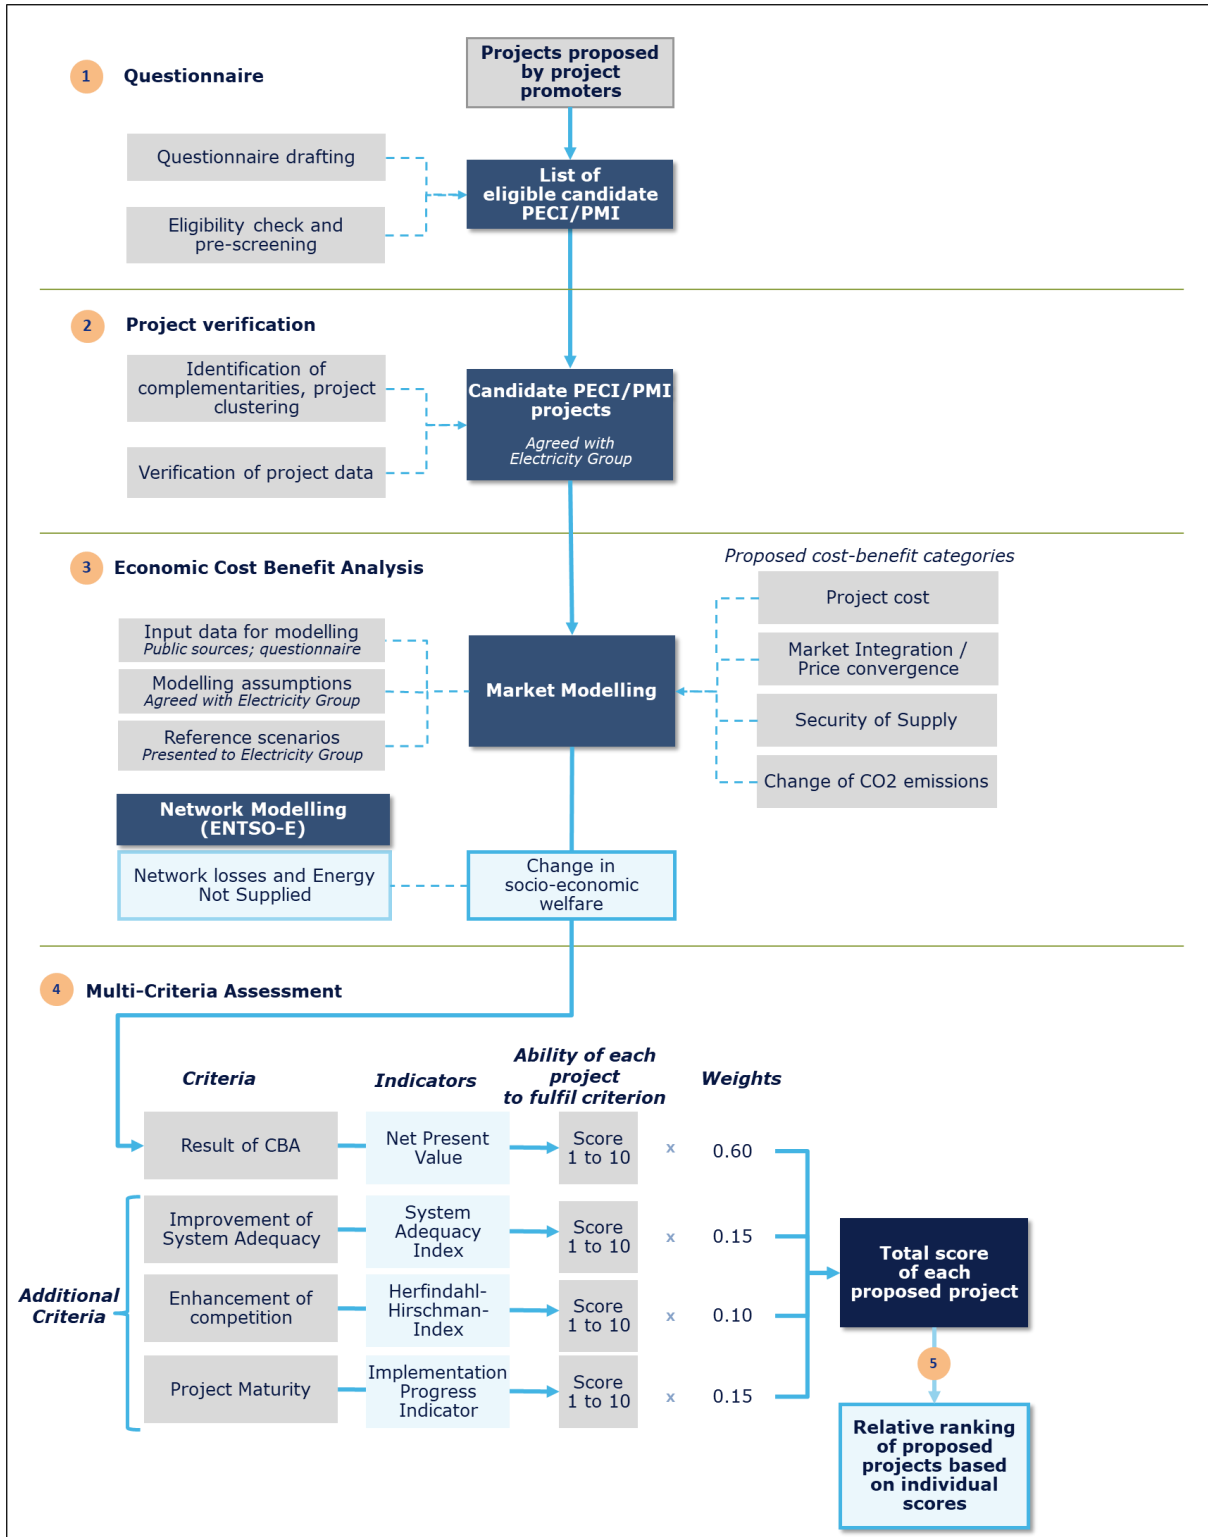 1 Questionnaire
Projects proposed
by project
promoters
Questionnaire drafting
Eligibility check and
pre-screening
List of
eligible candidate
PECI/PMI
2 Project verification
Identification of
complementarities, project
clustering
Verification of project data
Candidate PECI/PMI
projects
Agreed with
Electricity Group
3 Economic Cost Benefit Analysis
Input data for modelling
Public sources; questionnaire
Modelling assumptions
Agreed with Electricity Group
Reference scenarios
Presented to Electricity Group
Market Modelling
Proposed cost-benefit categories
Project cost
Market Integration /
Price convergence
Security of Supply
Change of CO2 emissions
Network Modelling
(ENTSO-E)
Network losses and Energy
Not Supplied
Change in
socio-economic
welfare
4 Multi-Criteria Assessment
Criteria
Indicators
Ability of each
project
to fulfil criterion
Weights
Result of CBA
Net Present
Value
Score
1 to 10
x
0.60
Additional
Criteria
Improvement of
System Adequacy
System
Adequacy
Index
Score
1 to 10
x
0.15
Enhancement of
competition
Herfindahl-
Hirschman-
Index
Score
1 to 10
x
0.10
Project Maturity
Implementation
Progress
Indicator
Score
1 to 10
x
0.15
Total score
of each
proposed project
5
Relative ranking
of proposed
projects based
on individual
scores